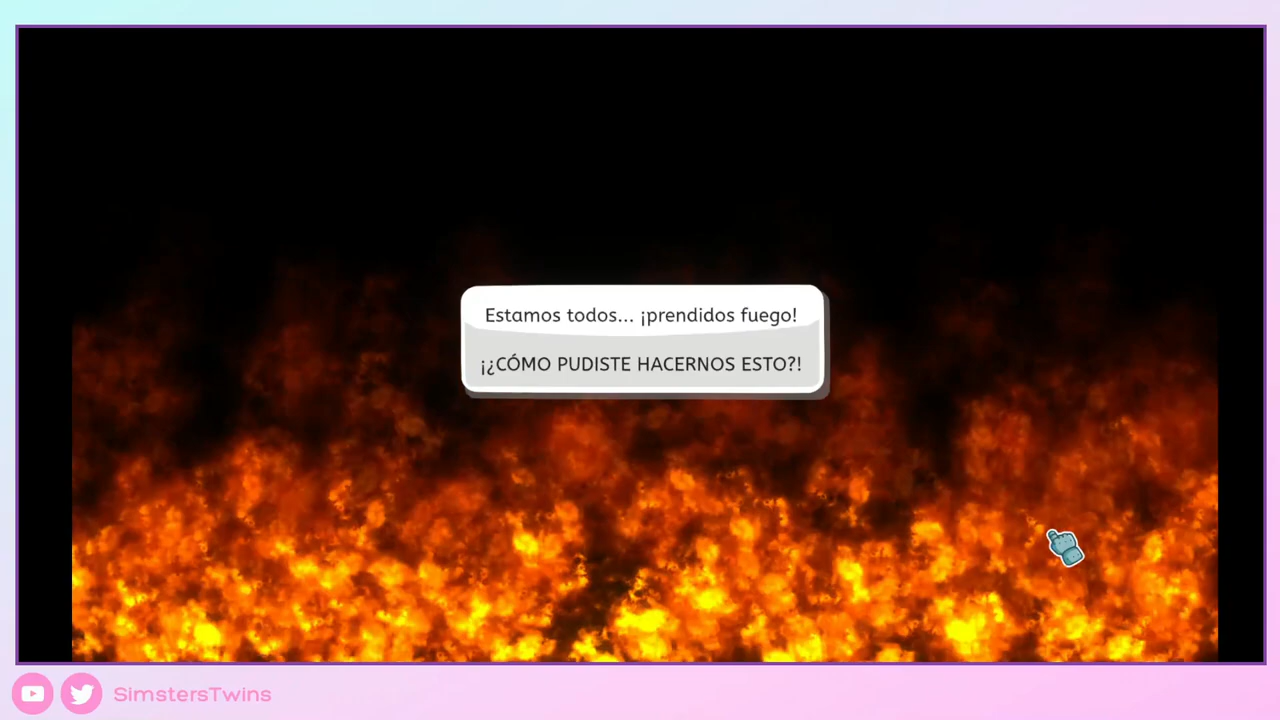 Estamos todos... ¡prendidos fuego!
¡¿CÓMO PUDISTE HACERNOS ESTO?!
SimstersTwins